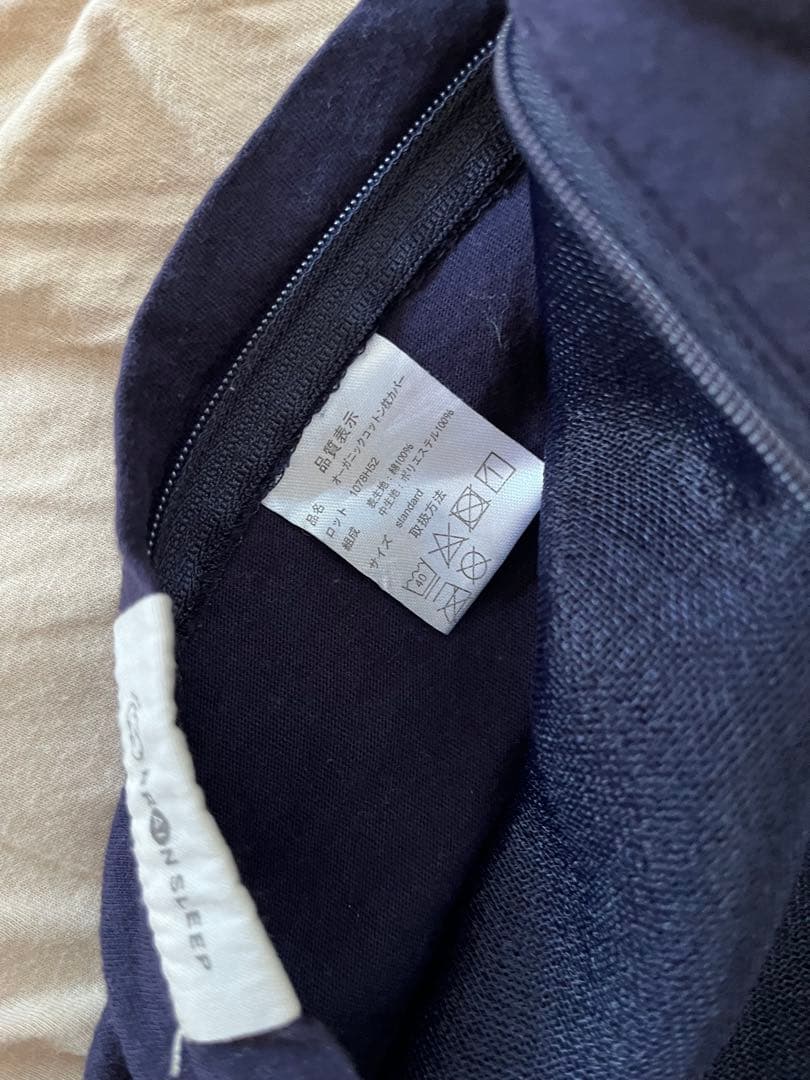 品質表示
品名 オーガニックコットン枕カバー
ロット 1078H52
組成 表生地：綿100%
中生地：ポリエステル100%
サイズ standard
取扱方法
40
SLEEP